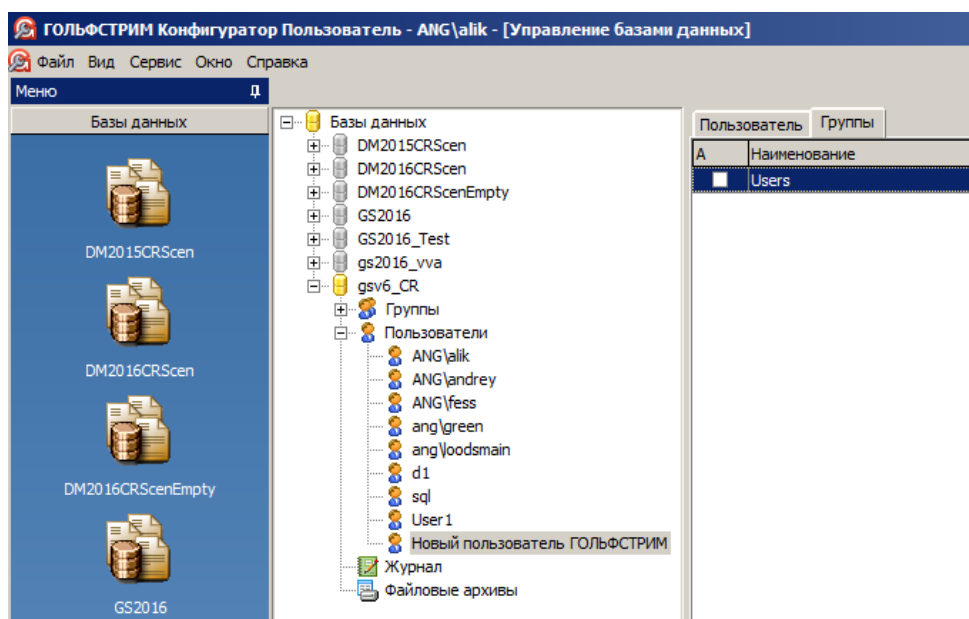 ГОЛЬФСТРИМ Конфигуратор Пользователь - ANG\alik - [Управление базами данных]
Файл Вид Сервис Окно Справка
Меню
Базы данных
DM2015CRScen
DM2016CRScen
DM2016CRScenEmpty
GS2016
Базы данных
DM2015CRScen
DM2016CRScen
DM2016CRScenEmpty
GS2016
GS2016_Test
gs2016_vva
gsv6_CR
Группы
Пользователи
ANG\alik
ANG\andrey
ANG\fess
ang\green
ang\loodsmain
d1
sql
User1
Новый пользователь ГОЛЬФСТРИМ
Журнал
Файловые архивы
Пользователь Группы
А Наименование
Users